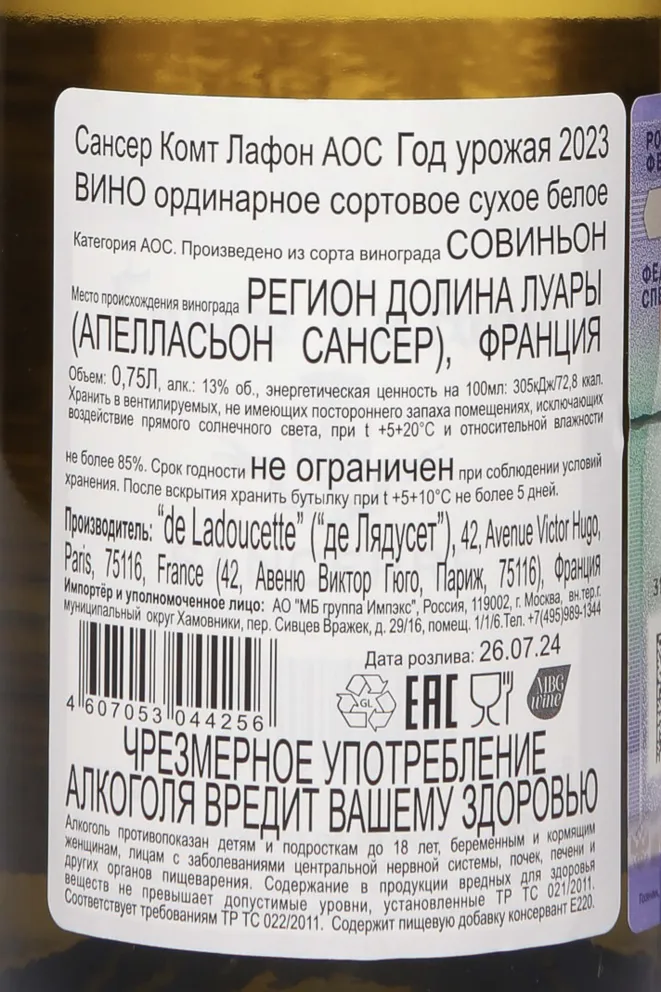 Сансер Комт Лафон АОС Год урожая 2023
ВИНО ординарное сортовое сухое белое
Категория АОС. Произведено из сорта винограда СОВИНЬОН
Место происхождения винограда РЕГИОН ДОЛИНА ЛУАРЫ
(АПЕЛЛАСЬОН САНСЕР), ФРАНЦИЯ
Объем: 0,75Л, алк.: 13% об., энергетическая ценность на 100мл: 305кДж/72,8 ккал.
Хранить в вентилируемых, не имеющих постороннего запаха помещениях, исключающих
воздействие прямого солнечного света, при t +5+20°C и относительной влажности
не более 85%. Срок годности не ограничен при соблюдении условий
хранения. После вскрытия хранить бутылку при t +5+10°C не более 5 дней.
Производитель: "de Ladoucette" ("де Лядусет"), 42, Avenue Victor Hugo,
Paris, 75116, France (42, Авеню Виктор Гюго, Париж, 75116), Франция
Импортёр и уполномоченное лицо: АО "МБ группа Импэкс", Россия, 119002, г. Москва, вн.тер.г.
муниципальный округ Хамовники, пер. Сивцев Вражек, д. 29/16, помещ. 1/1/6.Тел. +7(495)989-1344
Дата розлива: 26.07.24
GL
EAC
MBG
wine
4 607053 044256
ЧРЕЗМЕРНОЕ УПОТРЕБЛЕНИЕ
АЛКОГОЛЯ ВРЕДИТ ВАШЕМУ ЗДОРОВЬЮ
Алкоголь противопоказан детям и подросткам до 18 лет, беременным и кормящим
женщинам, лицам с заболеваниями центральной нервной системы, почек, печени и
других органов пищеварения. Содержание в продукции вредных для здоровья
веществ не превышает допустимые уровни, установленные ТР ТС 021/2011.
Соответствует требованиям ТР ТС 022/2011. Содержит пищевую добавку консервант Е220.